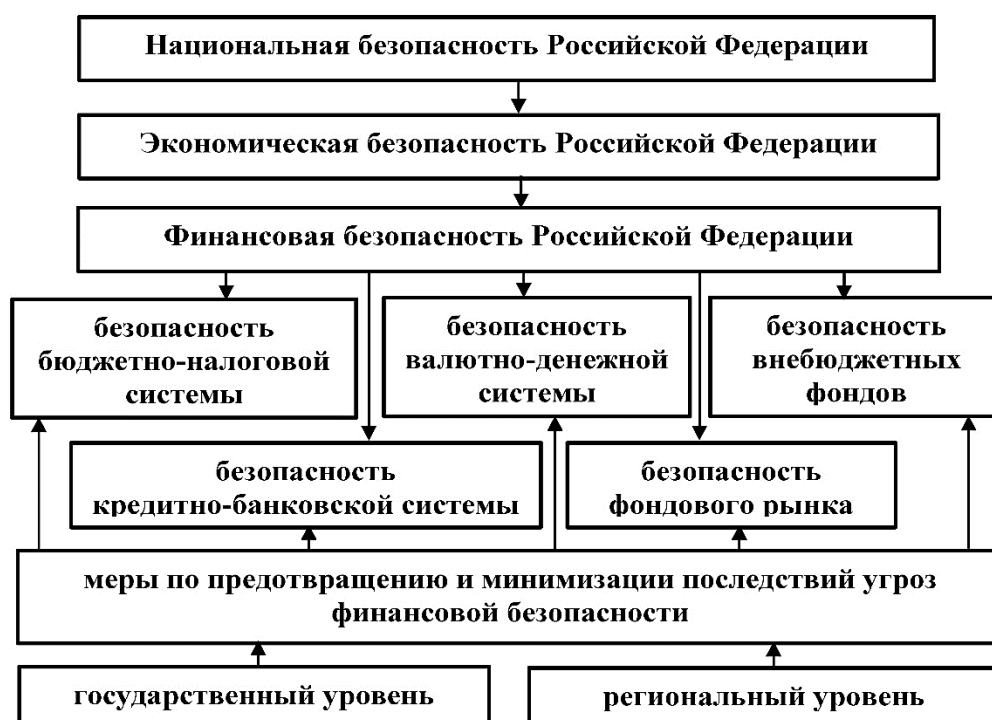 Национальная безопасность Российской Федерации
Экономическая безопасность Российской Федерации
Финансовая безопасность Российской Федерации
безопасность
бюджетно-налоговой
системы
безопасность
валютно-денежной
системы
безопасность
внебюджетных
фондов
безопасность
кредитно-банковской системы
безопасность
фондового рынка
меры по предотвращению и минимизации последствий угроз
финансовой безопасности
государственный уровень
региональный уровень